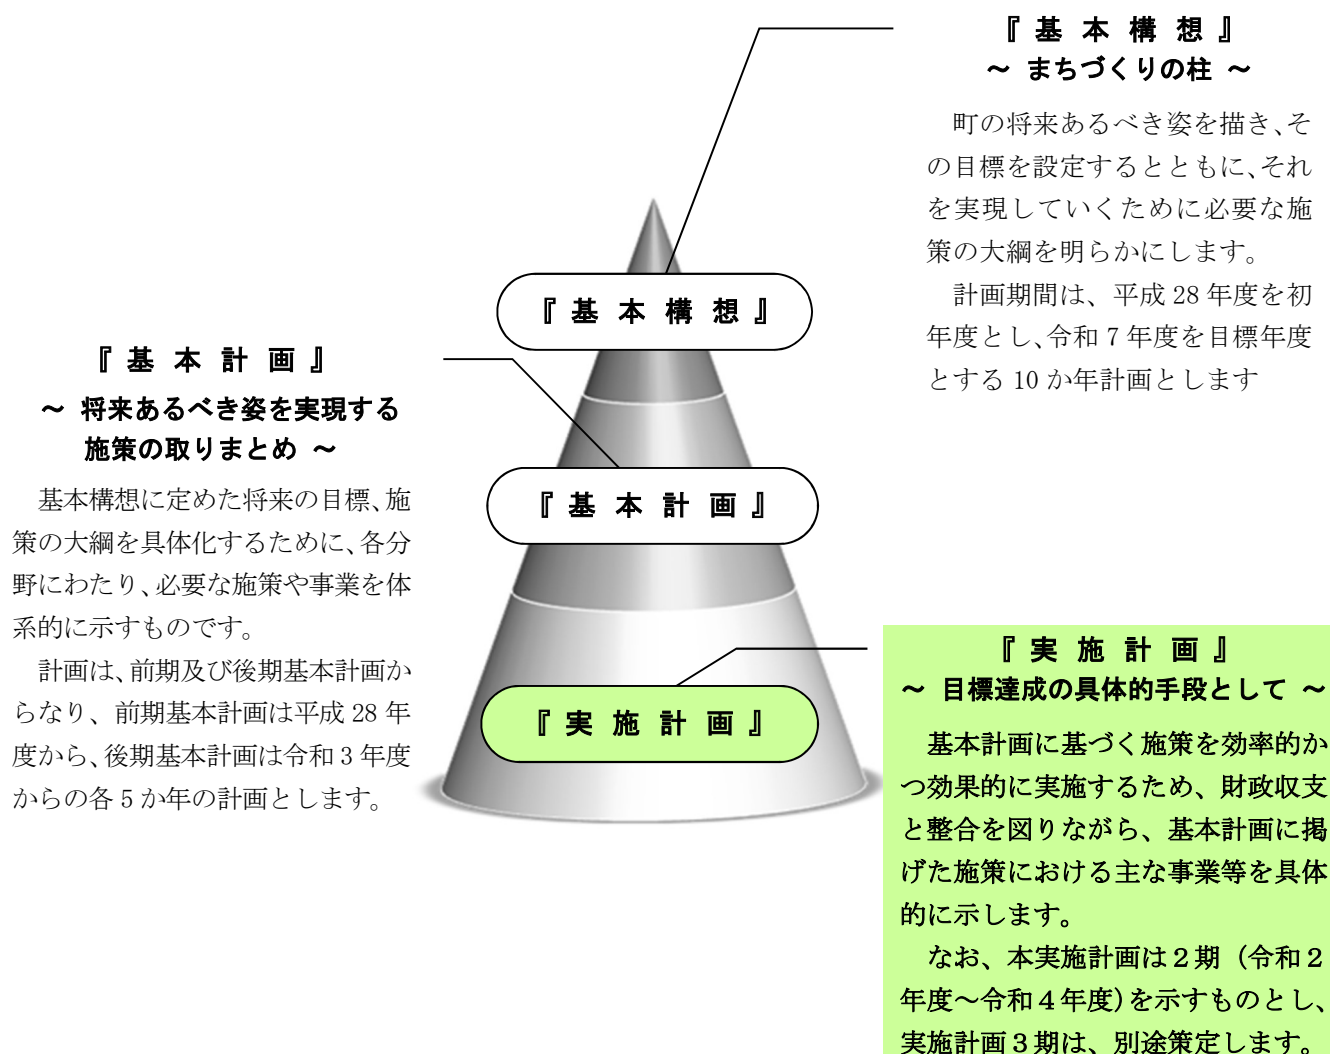 『 基 本 構 想 』
～ まちづくりの柱 ～
町の将来あるべき姿を描き、そ
の目標を設定するとともに、それ
を実現していくために必要な施
策の大綱を明らかにします。
計画期間は、平成 28 年度を初
年度とし、令和 7 年度を目標年度
とする 10 か年計画とします
『 基 本 構 想 』
『 基 本 計 画 』
～ 将来あるべき姿を実現する
施策の取りまとめ ～
基本構想に定めた将来の目標、施
策の大綱を具体化するために、各分
野にわたり、必要な施策や事業を体
系的に示すものです。
計画は、前期及び後期基本計画か
らなり、前期基本計画は平成 28 年
度から、後期基本計画は令和 3 年度
からの各 5 か年の計画とします。
『 基 本 計 画 』
『 実 施 計 画 』
『 実 施 計 画 』
～ 目標達成の具体的手段として ～
基本計画に基づく施策を効率的か
つ効果的に実施するため、財政収支
と整合を図りながら、基本計画に掲
げた施策における主な事業等を具体
的に示します。
なお、本実施計画は２期（令和２
年度～令和４年度）を示すものとし、
実施計画３期は、別途策定します。